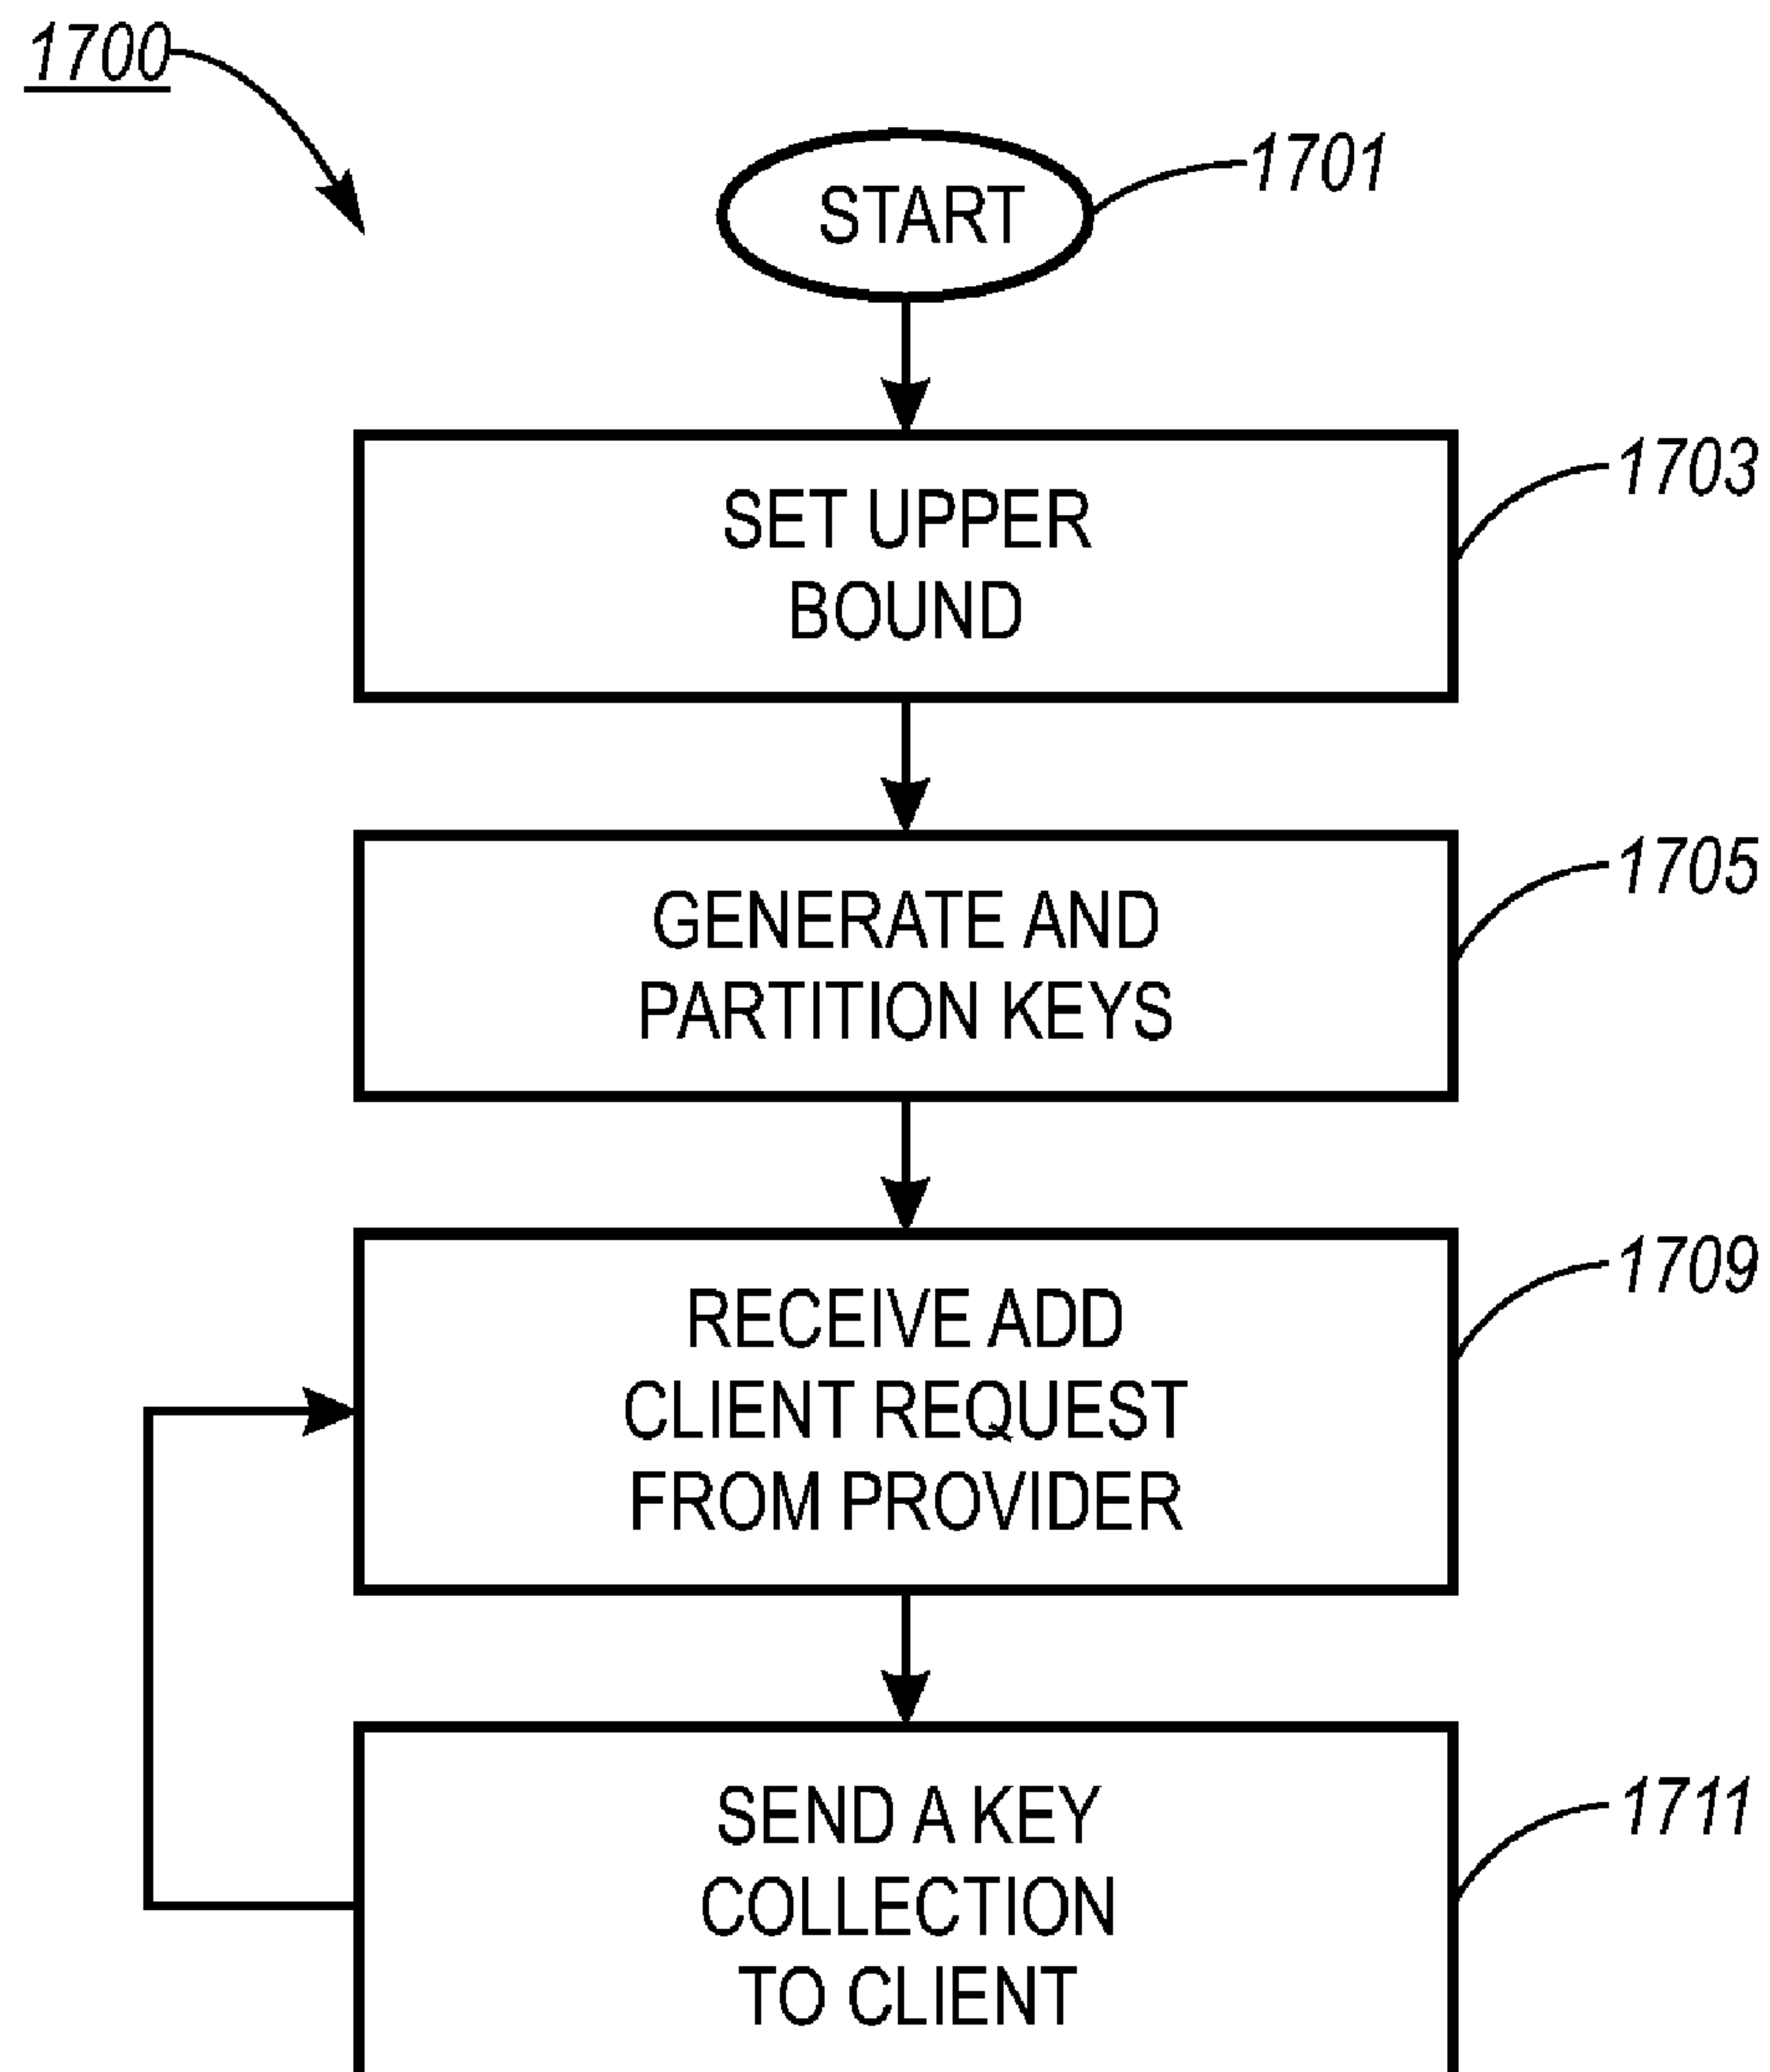 1700
START
1701
SET UPPER
BOUND
1703
GENERATE AND
PARTITION KEYS
1705
RECEIVE ADD
CLIENT REQUEST
FROM PROVIDER
1709
SEND A KEY
COLLECTION
TO CLIENT
1711